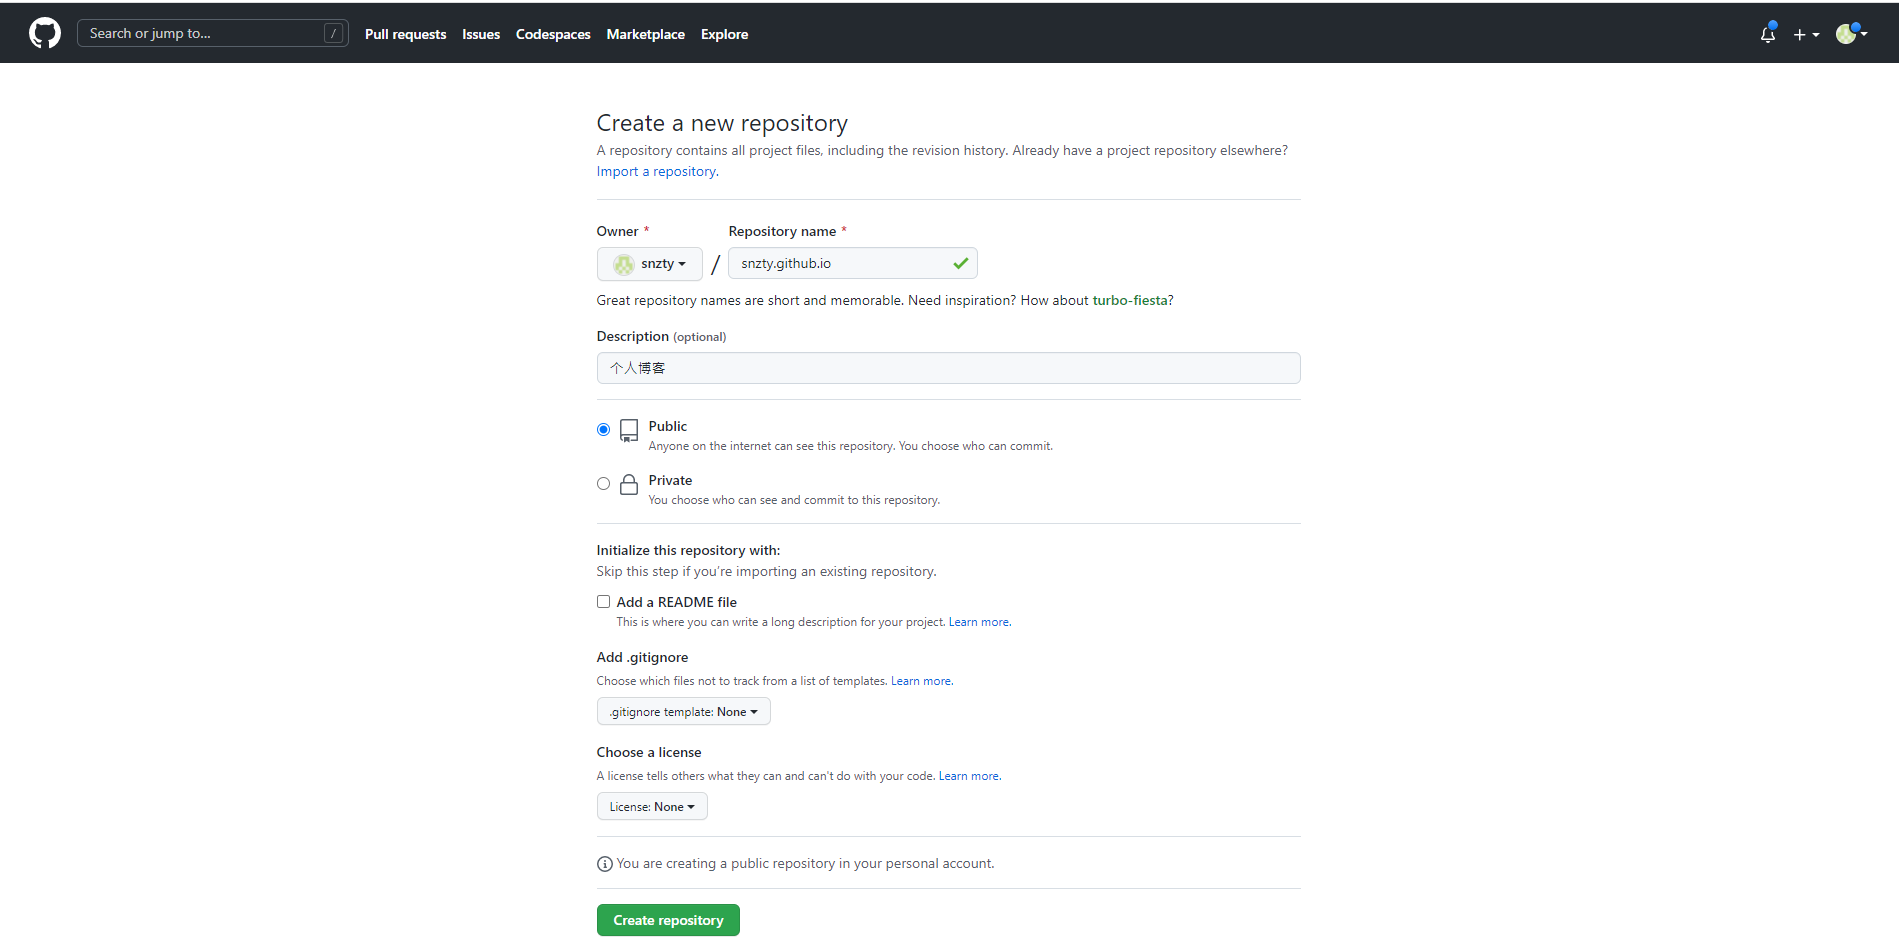 Search or jump to...
/
Pull requests
Issues
Codespaces
Marketplace
Explore
Create a new repository
A repository contains all project files, including the revision history. Already have a project repository elsewhere?
Import a repository.
Owner *
Repository name *
snzty
/
snzty.github.io
Great repository names are short and memorable. Need inspiration? How about turbo-fiesta?
Description (optional)
个人博客
Public
Anyone on the internet can see this repository. You choose who can commit.
Private
You choose who can see and commit to this repository.
Initialize this repository with:
Skip this step if you're importing an existing repository.
Add a README file
This is where you can write a long description for your project. Learn more.
Add .gitignore
Choose which files not to track from a list of templates. Learn more.
.gitignore template: None
Choose a license
A license tells others what they can and can't do with your code. Learn more.
License: None
You are creating a public repository in your personal account.
Create repository